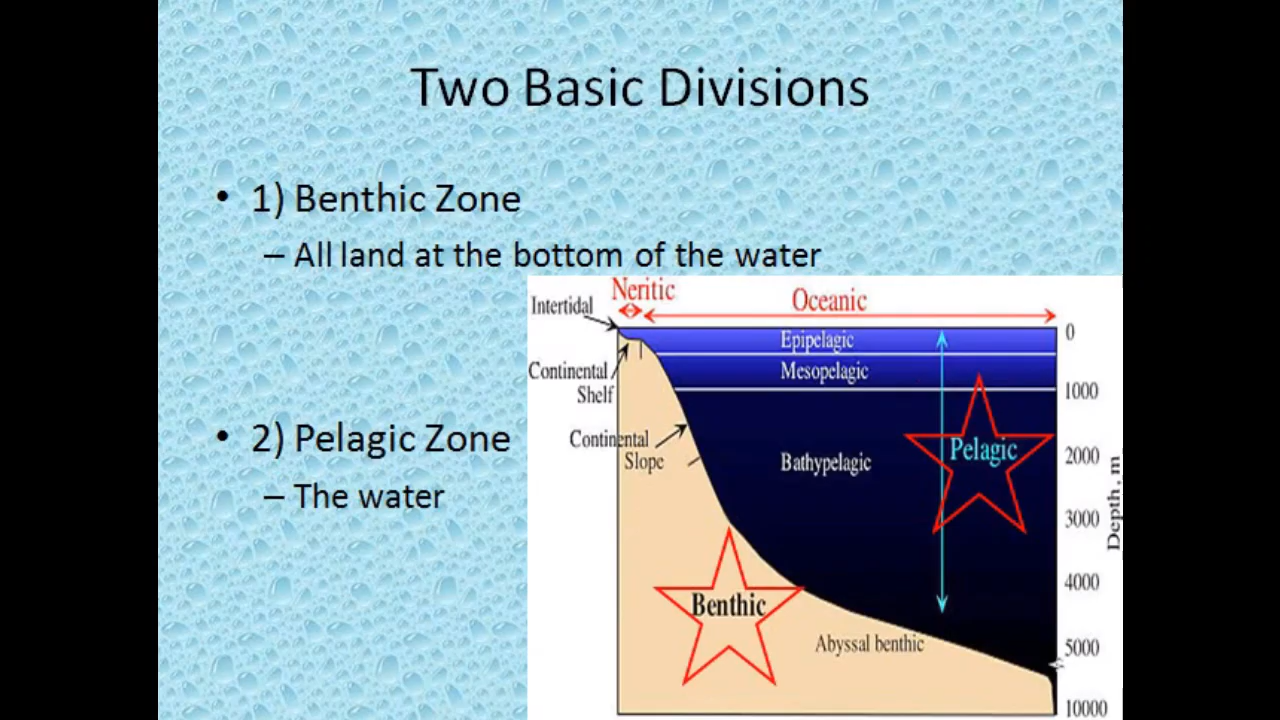 Two Basic Divisions
• 1) Benthic Zone
– All land at the bottom of the water
• 2) Pelagic Zone
– The water
Neritic
Oceanic
Intertidal
Epipelagic
Mesopelagic
Continental
Shelf
Continental
Slope
Bathypelagic
Pelagic
Benthic
Abyssal benthic
0
1000
2000
3000
4000
5000
10000
Depth, m